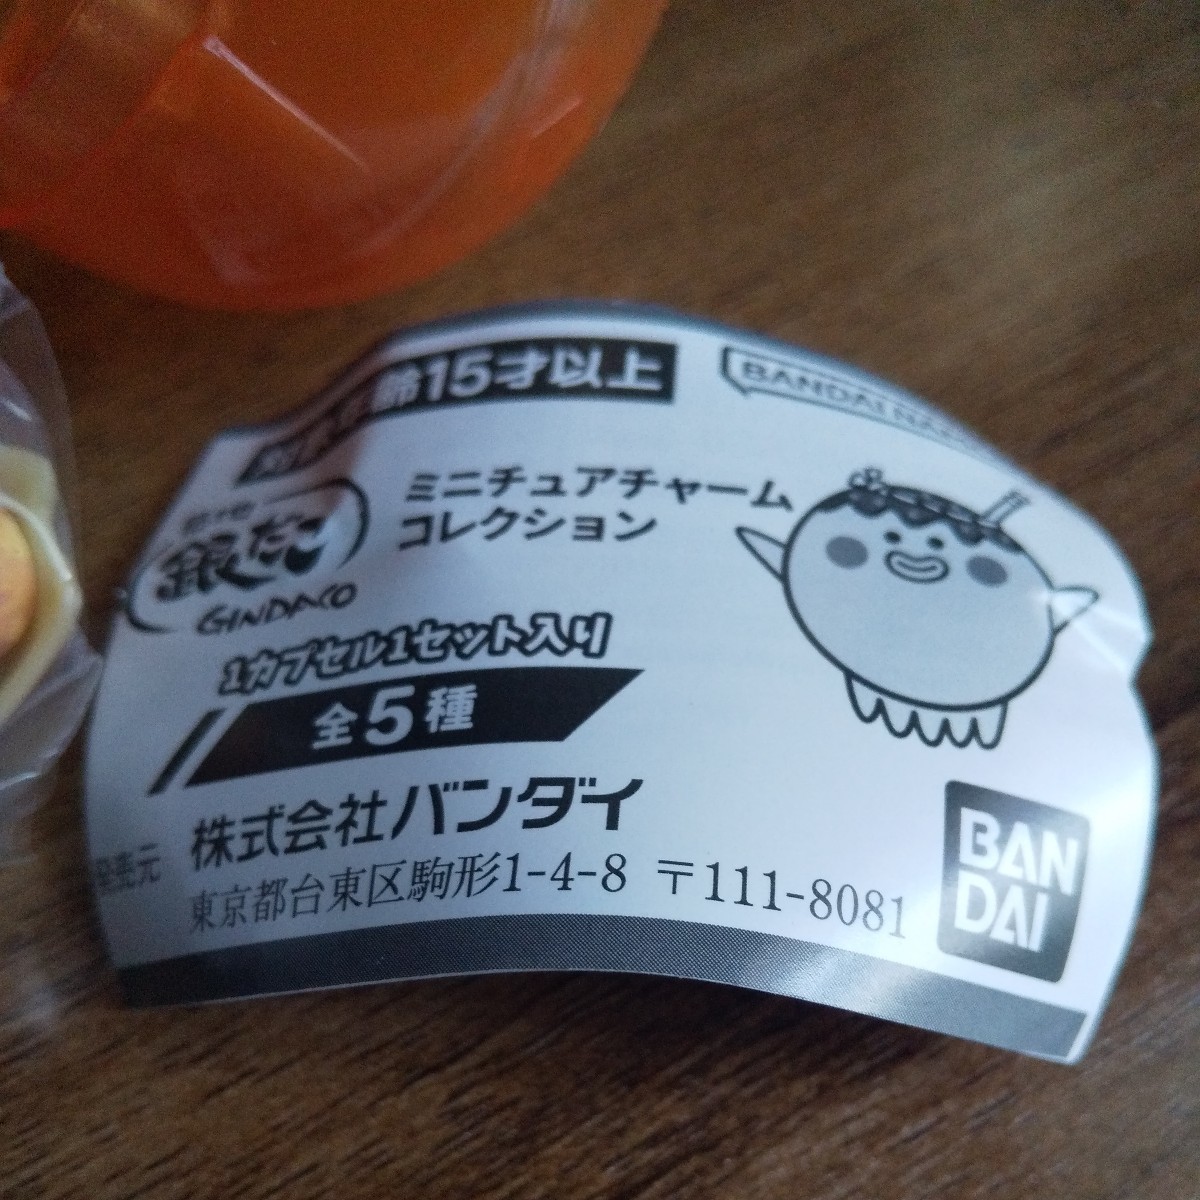 対象年齢15才以上
BANDAI NAM
築地 銀だこ
GINDACO
ミニチュアチャーム
コレクション
1カプセル1セット入り
全5種
発売元 株式会社バンダイ
東京都台東区駒形1-4-8 〒111-8081
BAN
DAI